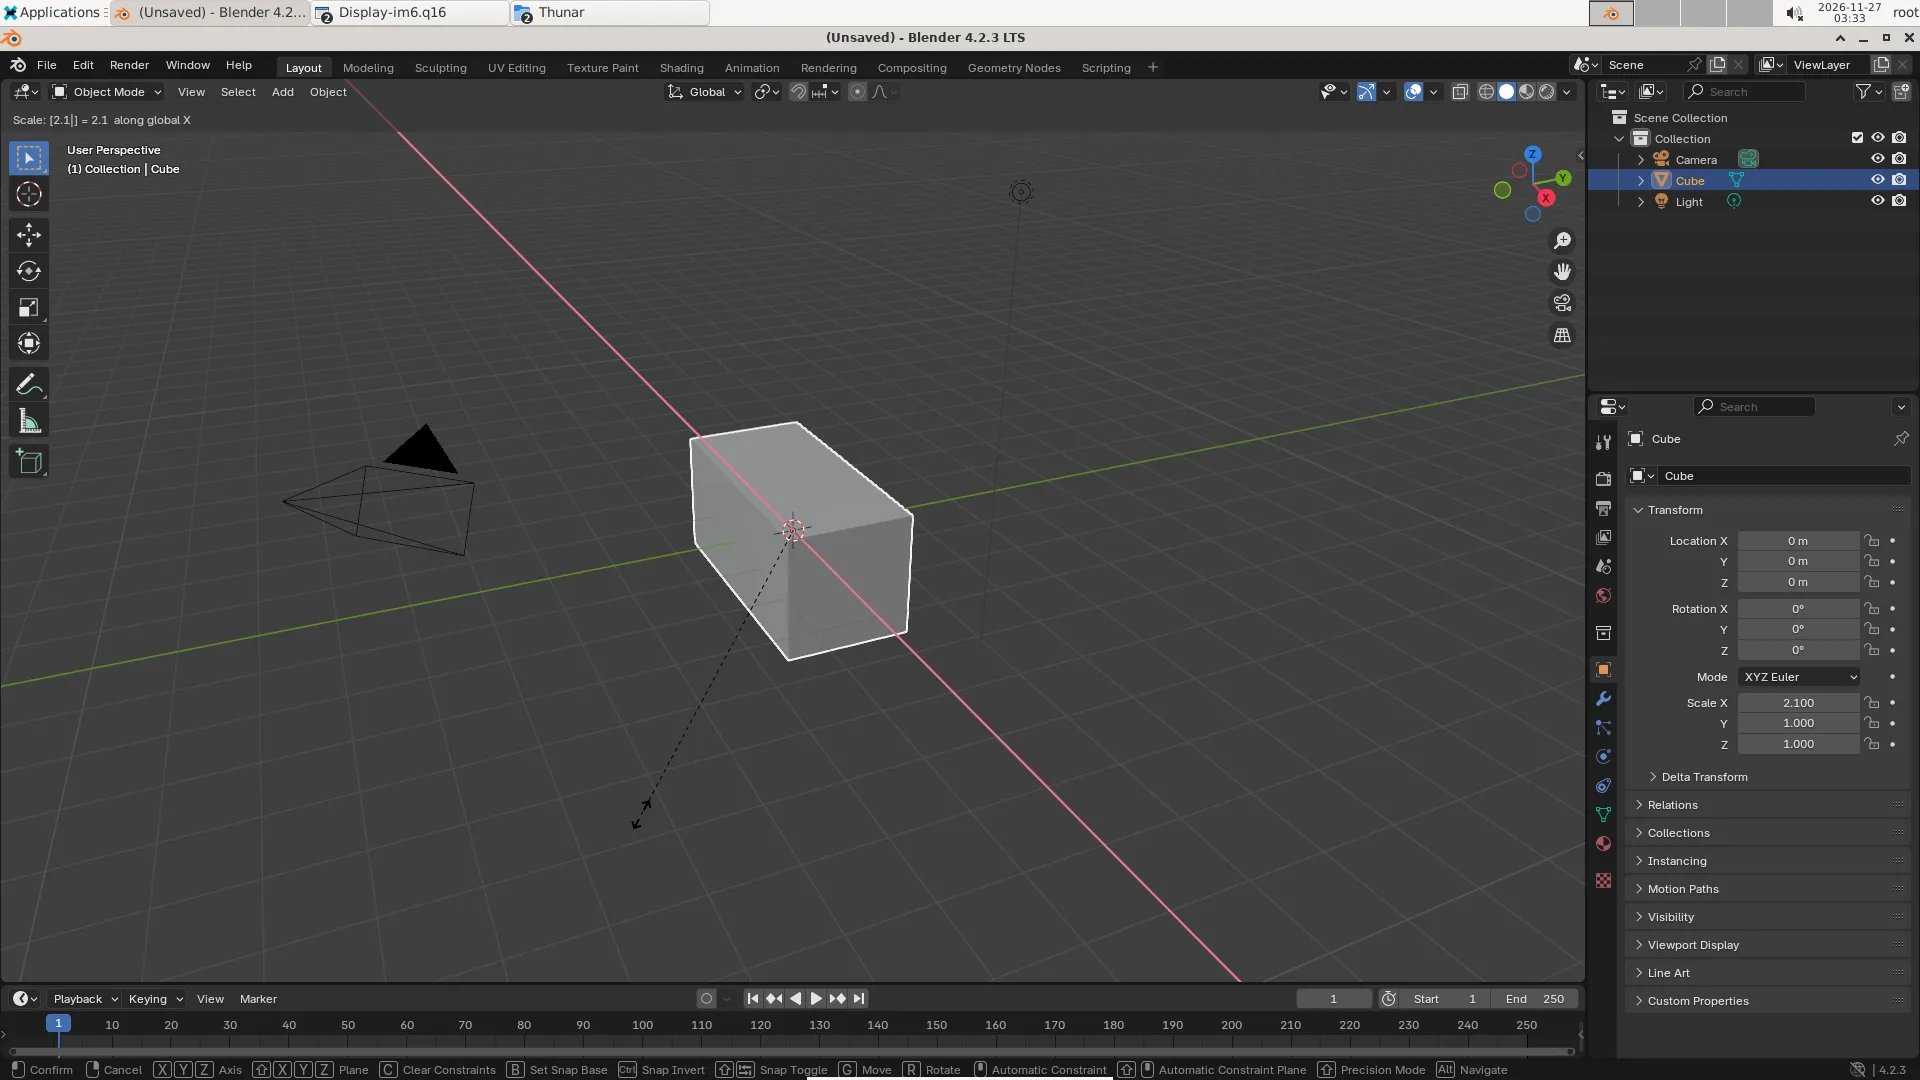 Applications
(Unsaved) - Blender 4.2...
2
Display-im6.q16
2
Thunar
2026-11-27
03:33
root
(Unsaved) - Blender 4.2.3 LTS
File Edit Render Window Help
Layout Modeling Sculpting UV Editing Texture Paint Shading Animation Rendering Compositing Geometry Nodes Scripting
Scene
ViewLayer
Object Mode View Select Add Object
Global
Search
Scale: [2.1|] = 2.1 along global X
User Perspective
(1) Collection | Cube
Z
Y
X
Scene Collection
Collection
Camera
Cube
Light
Search
Cube
Cube
Transform
Location X 0 m
Y 0 m
Z 0 m
Rotation X 0°
Y 0°
Z 0°
Mode XYZ Euler
Scale X 2.100
Y 1.000
Z 1.000
Delta Transform
Relations
Collections
Instancing
Motion Paths
Visibility
Viewport Display
Line Art
Custom Properties
Playback Keying View Marker
1 Start 1 End 250
1 10 20 30 40 50 60 70 80 90 100 110 120 130 140 150 160 170 180 190 200 210 220 230 240 250
Confirm Cancel X Y Z Axis X Y Z Plane C Clear Constraints B Set Snap Base Ctrl Snap Invert Snap Toggle G Move R Rotate Automatic Constraint Automatic Constraint Plane Precision Mode Alt Navigate 4.2.3